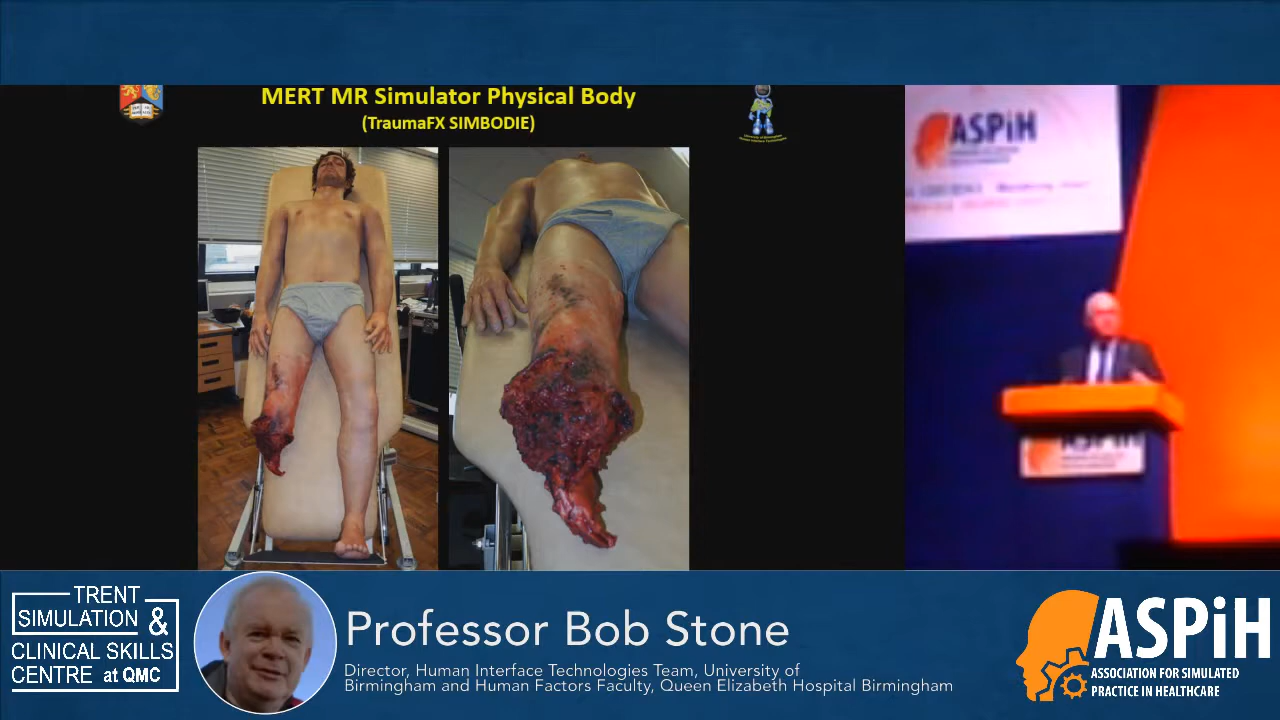 MERT MR Simulator Physical Body
(TraumaFX SIMBODIE)
ASPiH
TRENT
SIMULATION &
CLINICAL SKILLS
CENTRE at QMC
Professor Bob Stone
Director, Human Interface Technologies Team, University of
Birmingham and Human Factors Faculty, Queen Elizabeth Hospital Birmingham
ASPiH
ASSOCIATION FOR SIMULATED
PRACTICE IN HEALTHCARE